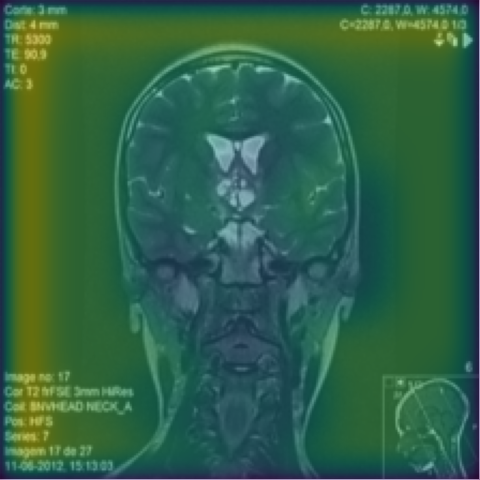 Corte: 3 mm
Dist: 4 mm
TR: 5300
TE: 90,9
TI: 0
AC: 3
C: 2287,0, W: 4574,0
C=2287,0, W=4574,0 1/3
6
Image no: 17
Cor T2 frFSE 3mm HiRes
Coil: 8NVHEAD NECK_A
Pos: HFS
Series: 7
Imagem 17 de 27
11-06-2012, 15:13:03